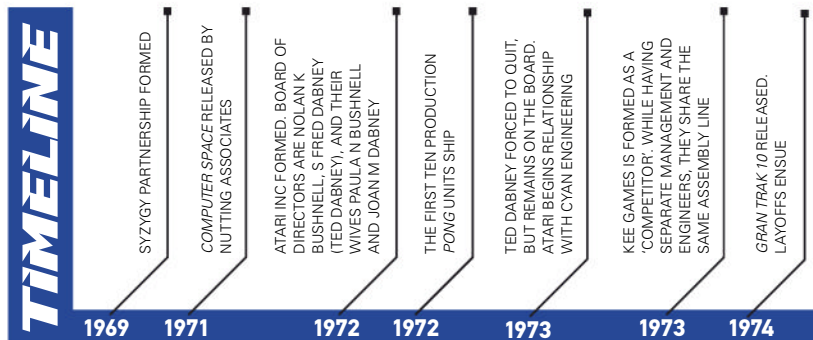 TIMELINE
SYZYGY PARTNERSHIP FORMED
1969
COMPUTER SPACE RELEASED BY
NUTTING ASSOCIATES
1971
ATARI INC FORMED. BOARD OF
DIRECTORS ARE NOLAN K
BUSHNELL, S FRED DABNEY
(TED DABNEY), AND THEIR
WIVES PAULA N BUSHNELL
AND JOAN M DABNEY
1972
THE FIRST TEN PRODUCTION
PONG UNITS SHIP
1972
TED DABNEY FORCED TO QUIT,
BUT REMAINS ON THE BOARD.
ATARI BEGINS RELATIONSHIP
WITH CYAN ENGINEERING
1973
KEE GAMES IS FORMED AS A
‘COMPETITOR’. WHILE HAVING
SEPARATE MANAGEMENT AND
ENGINEERS, THEY SHARE THE
SAME ASSEMBLY LINE
1973
GRAN TRAK 10 RELEASED.
LAYOFFS ENSUE
1974